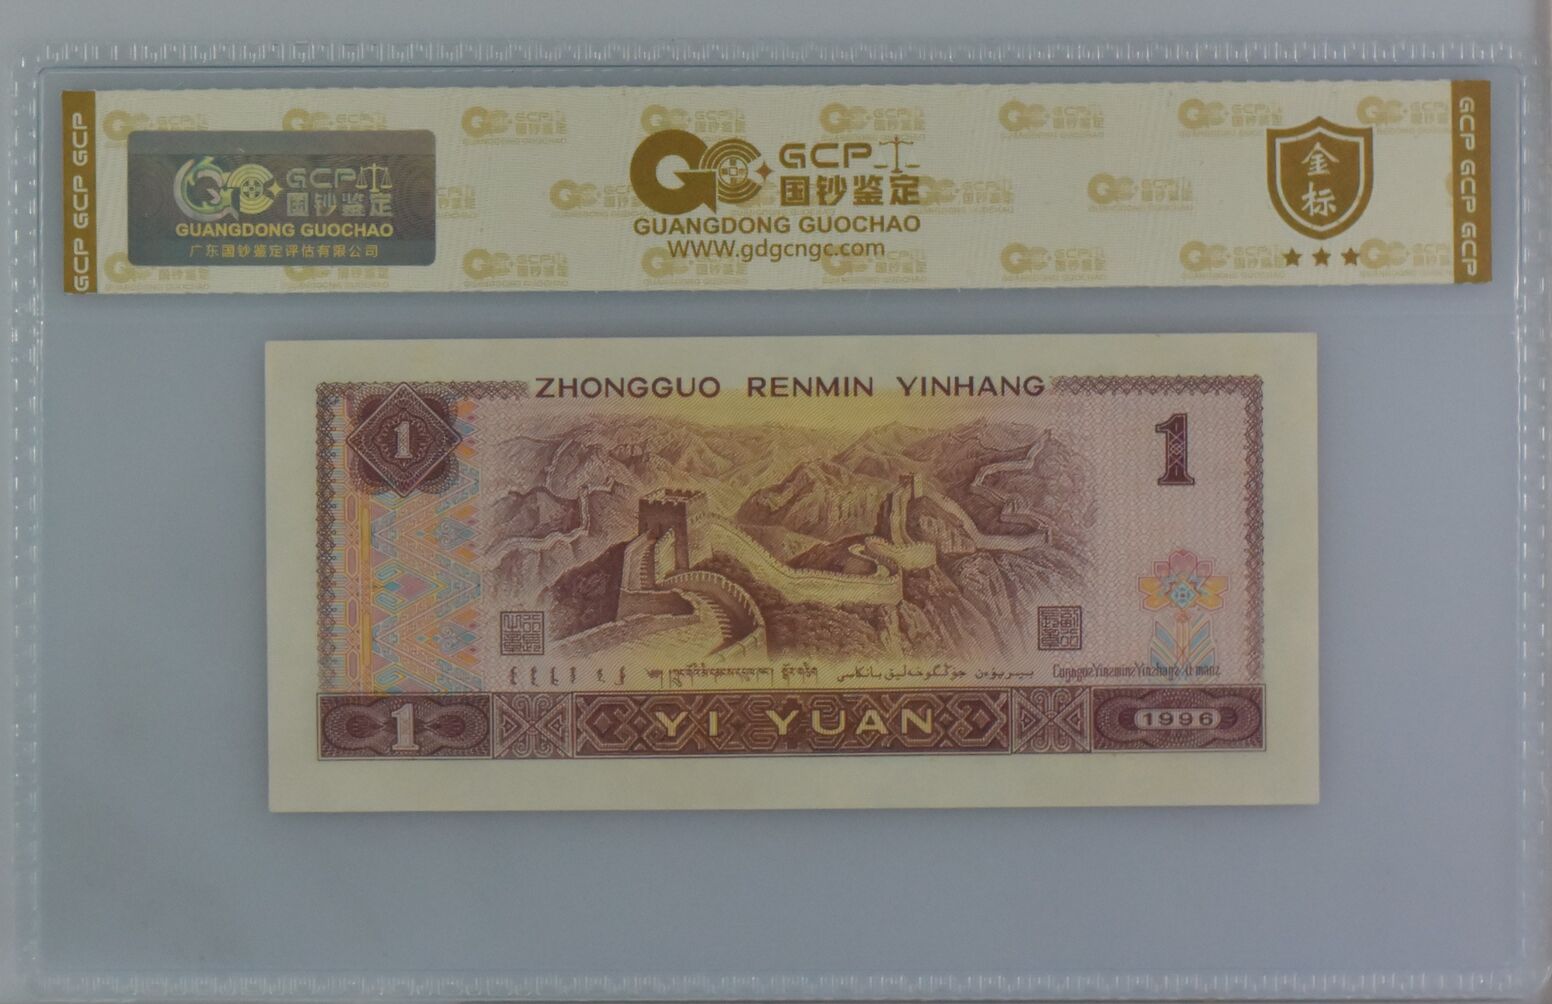 GCP GCP
GCP 国钞鉴定
GUANGDONG GUOCHAO
广东国钞鉴定评估有限公司
GCP 国钞鉴定
GUANGDONG GUOCHAO
WWW.gdgcngc.com
金标
GCP GCP GCP
ZHONGGUO RENMIN YINHANG
1
1
1
YI YUAN
1996